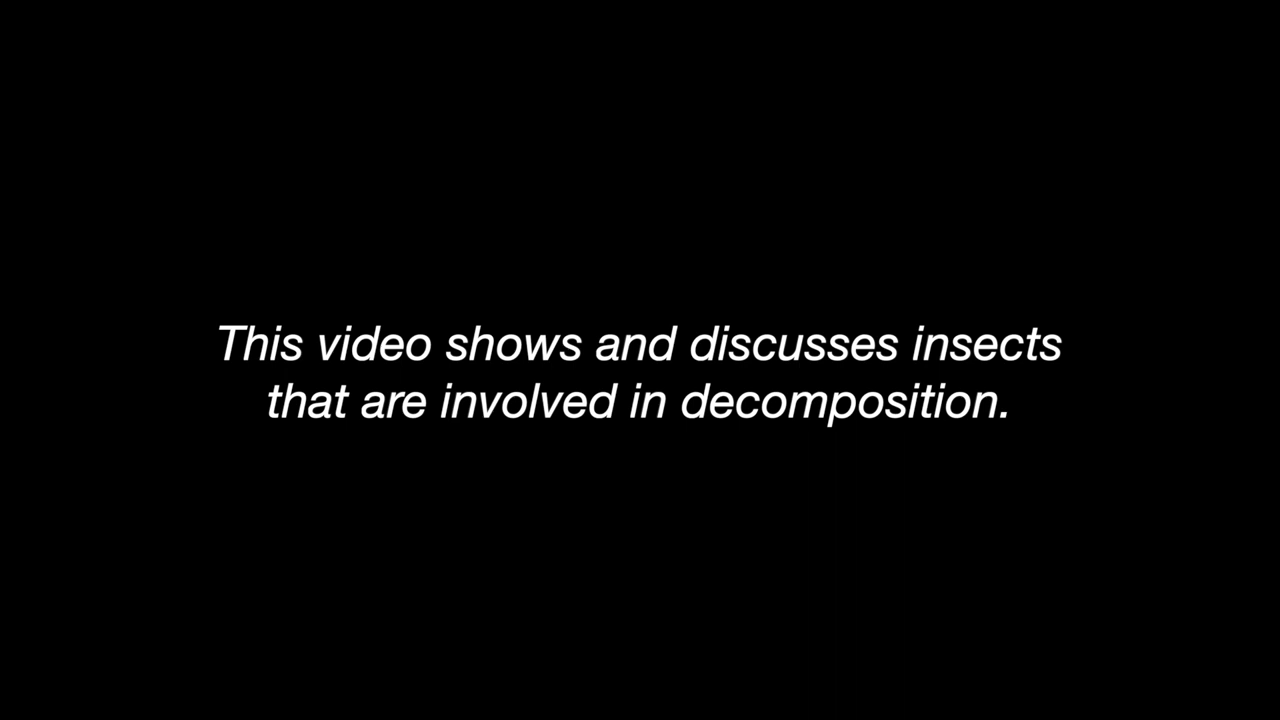 This video shows and discusses insects
that are involved in decomposition.